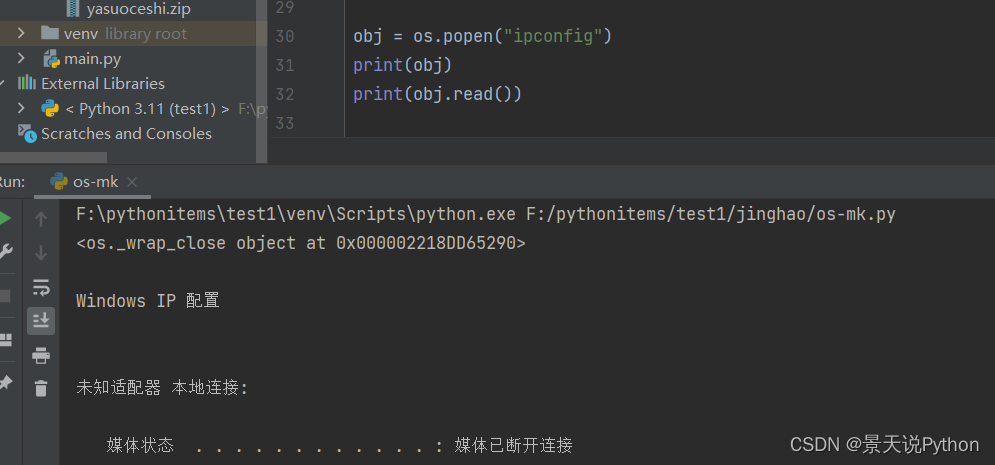 yasuoceshi.zip
venv library root
main.py
External Libraries
< Python 3.11 (test1) > F:\p
Scratches and Consoles
29
30 obj = os.popen("ipconfig")
31 print(obj)
32 print(obj.read())
33
Run: os-mk
F:\pythonitems\test1\venv\Scripts\python.exe F:/pythonitems/test1/jinghao/os-mk.py
<os._wrap_close object at 0x000002218DD65290>
Windows IP 配置
未知适配器 本地连接:
媒体状态 . . . . . . . . . . . . : 媒体已断开连接
CSDN @景天说Python